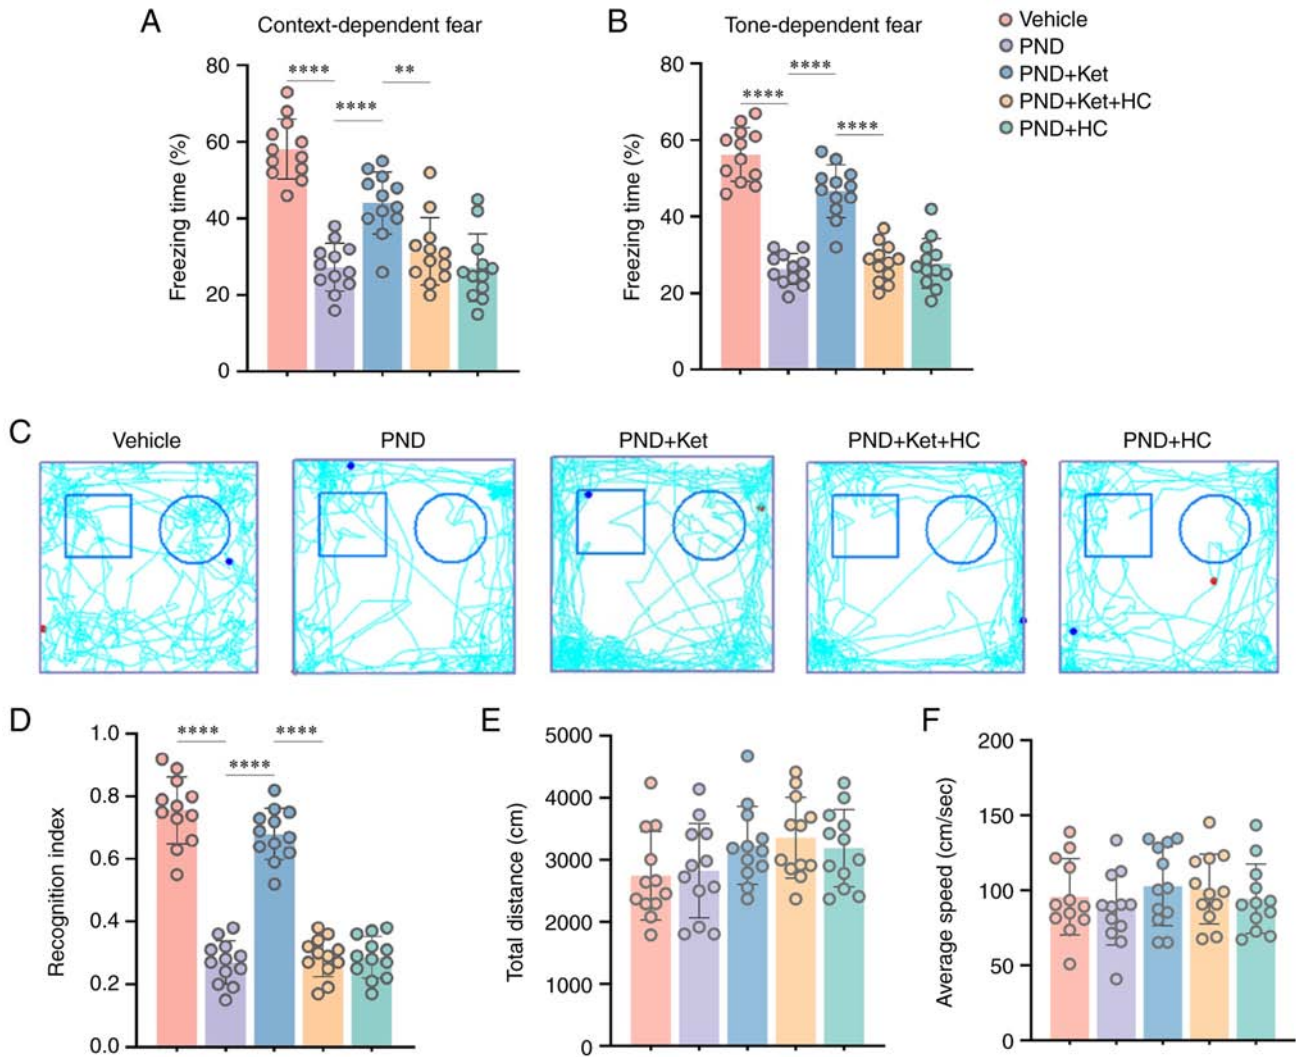 A
Context-dependent fear
Freezing time (%)
80
60
40
20
0
****
**
****
B
Tone-dependent fear
Freezing time (%)
80
60
40
20
0
****
****
****
Vehicle
PND
PND+Ket
PND+Ket+HC
PND+HC
C
Vehicle
PND
PND+Ket
PND+Ket+HC
PND+HC
D
Recognition index
1.0
0.8
0.6
0.4
0.2
0.0
****
****
****
E
Total distance (cm)
5000
4000
3000
2000
1000
0
F
Average speed (cm/sec)
200
150
100
50
0